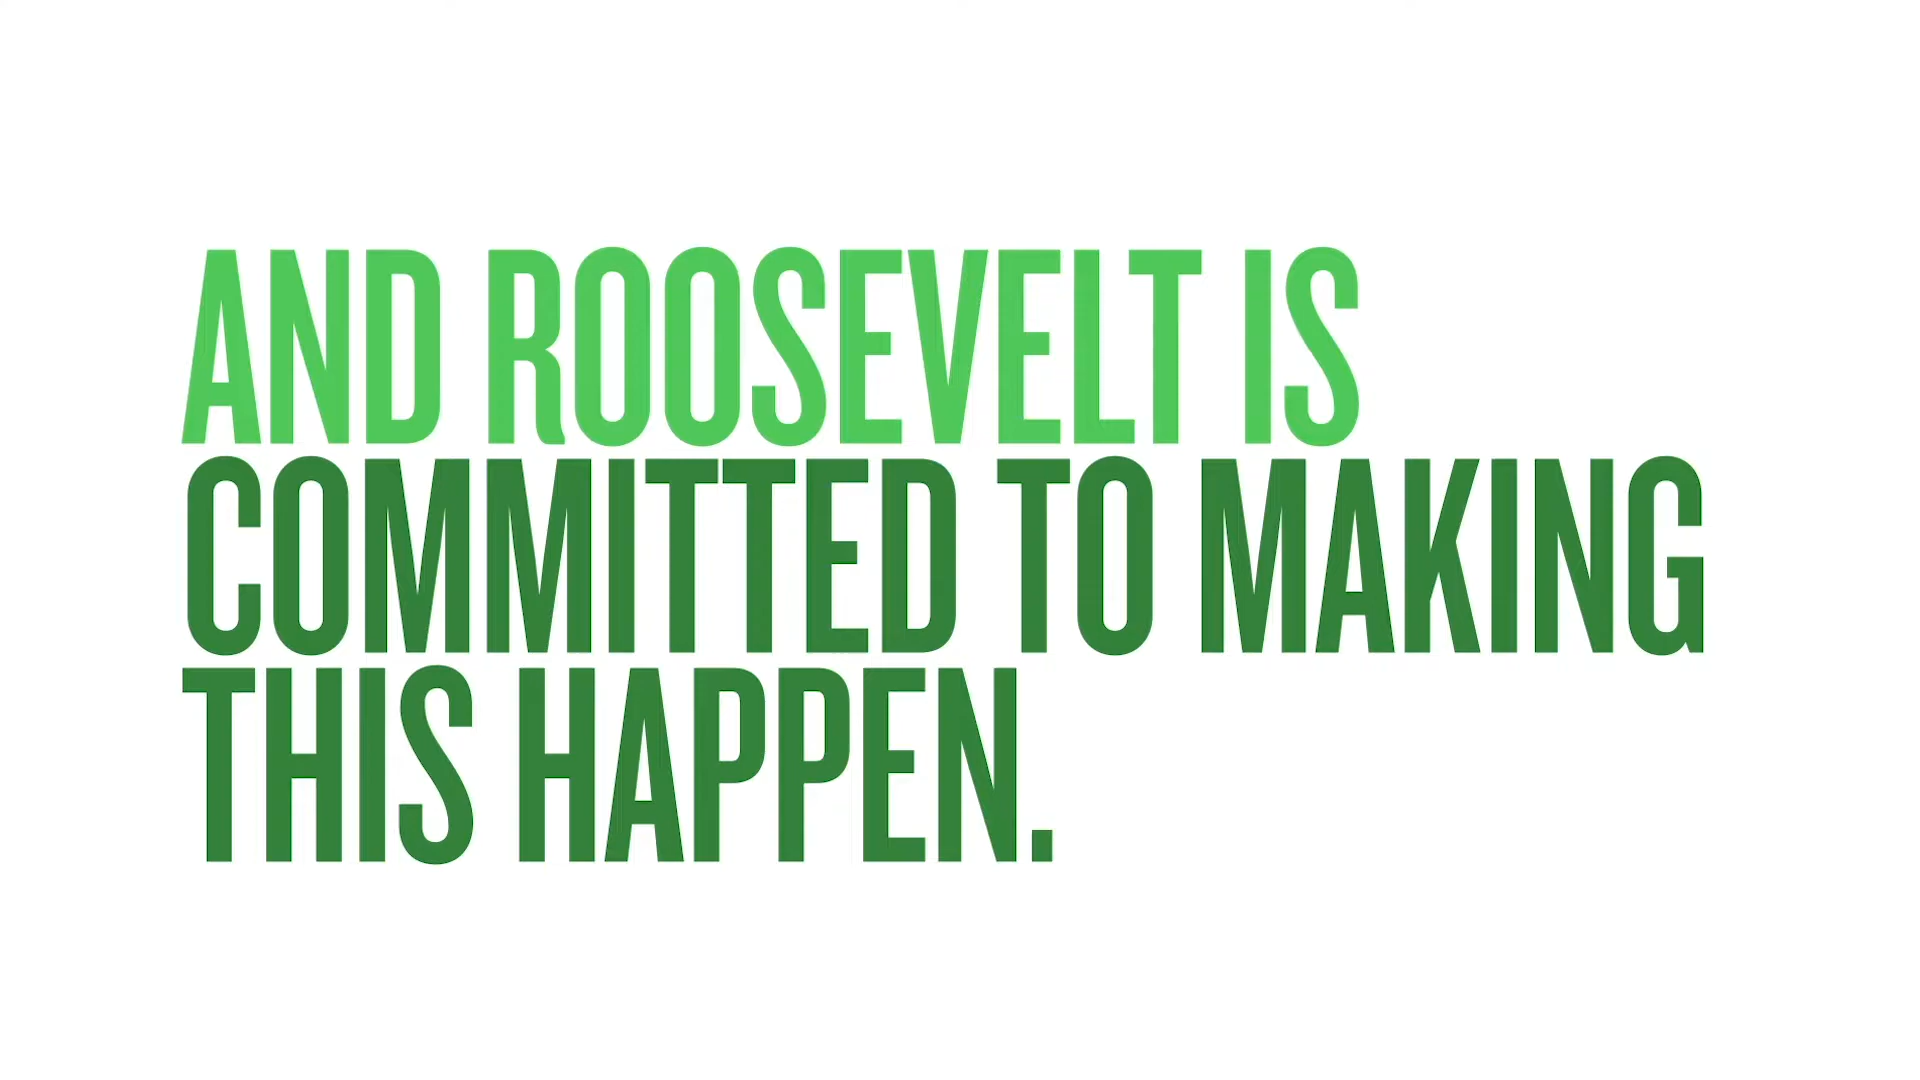 AND ROOSEVELT IS
COMMITTED TO MAKING
THIS HAPPEN.